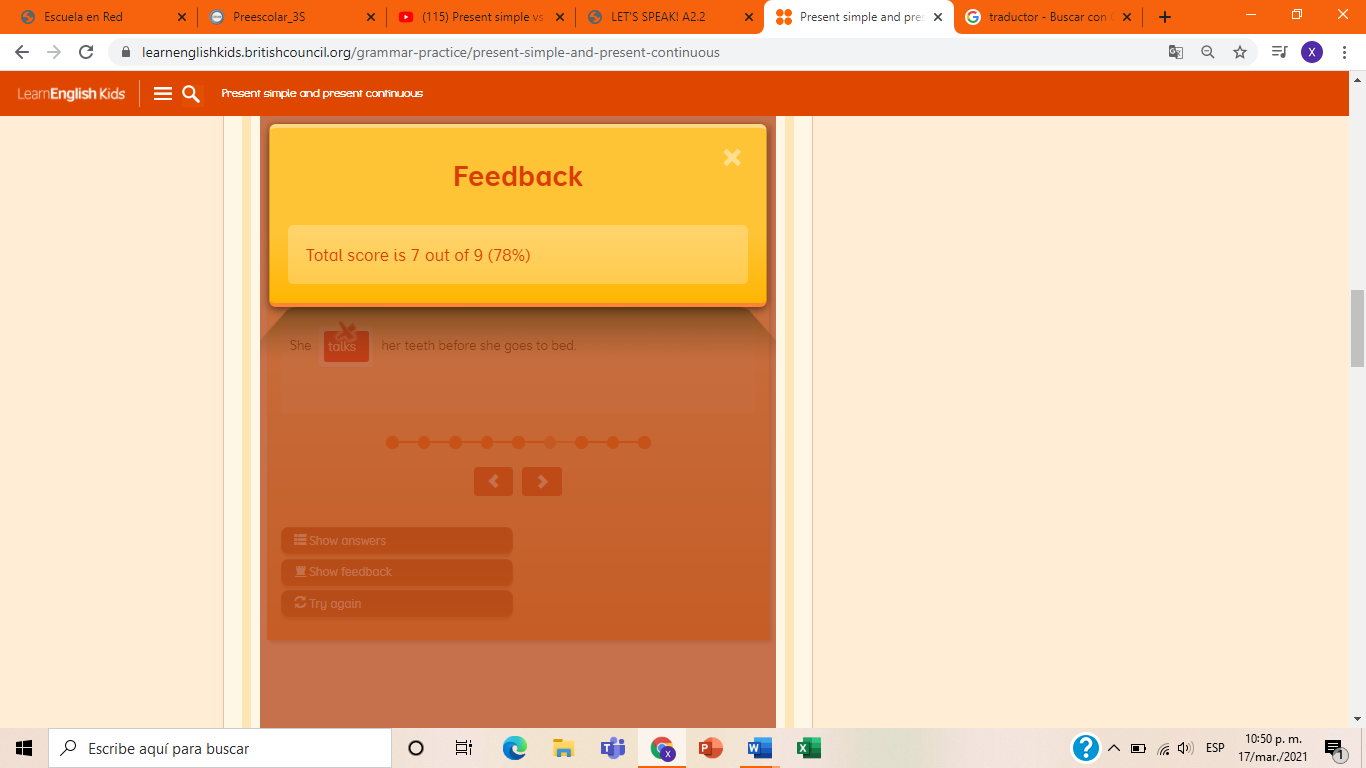 Escuela en Red
Preescolar_3S
(115) Present simple vs
LET'S SPEAK! A2.2
Present simple and pre
traductor - Buscar con
learnenglishkids.britishcouncil.org/grammar-practice/present-simple-and-present-continuous
X
LearnEnglish Kids
Present simple and present continuous
Feedback
Total score is 7 out of 9 (78%)
She talks her teeth before she goes to bed.
Show answers
Show feedback
Try again
Escribe aquí para buscar
X
ESP
10:50 p. m.
17/mar./2021
1